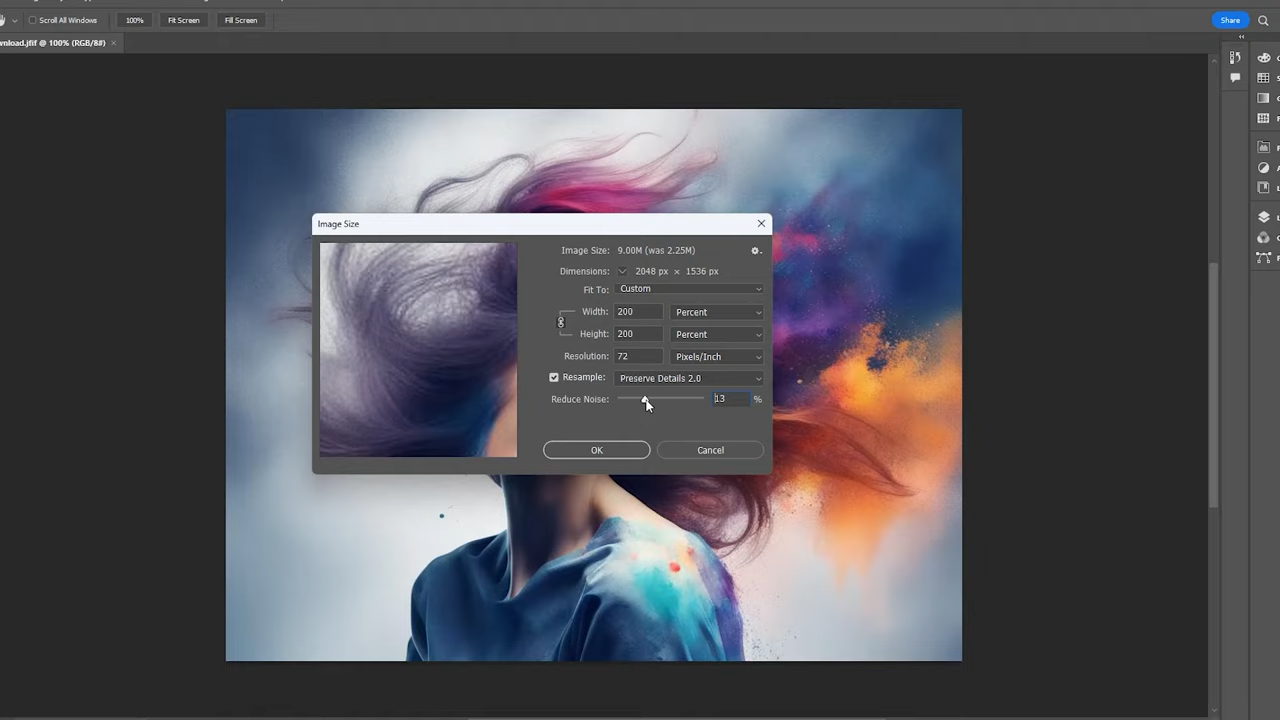 Scroll All Windows 100% Fit Screen Fill Screen Share
wnload.jfif @ 100% (RGB/8#) ×
Image Size
Image Size: 9.00M (was 2.25M)
Dimensions: 2048 px × 1536 px
Fit To: Custom
Width: 200 Percent
Height: 200 Percent
Resolution: 72 Pixels/Inch
Resample: Preserve Details 2.0
Reduce Noise: 13 %
OK Cancel